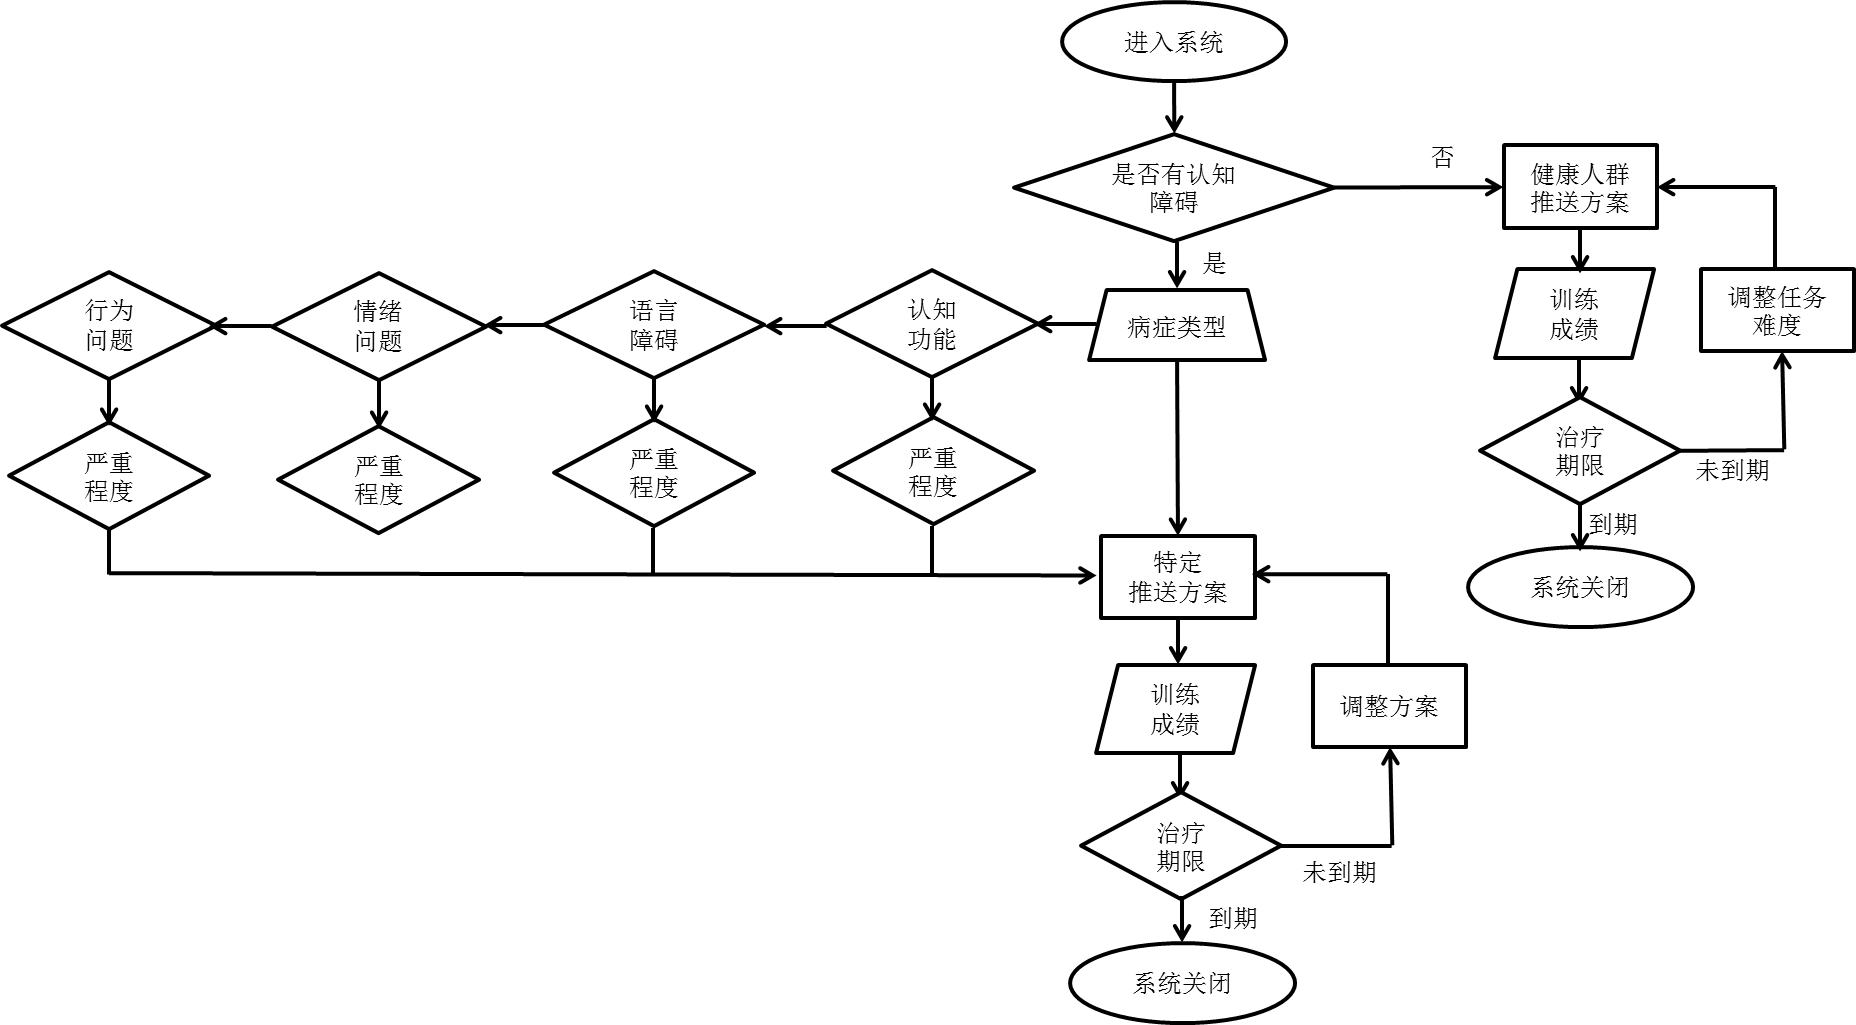 进入系统
是否有认知
障碍
否
健康人群
推送方案
是
行为
问题
情绪
问题
语言
障碍
认知
功能
病症类型
训练
成绩
调整任务
难度
严重
程度
严重
程度
严重
程度
严重
程度
治疗
期限
未到期
到期
特定
推送方案
系统关闭
训练
成绩
调整方案
治疗
期限
未到期
到期
系统关闭